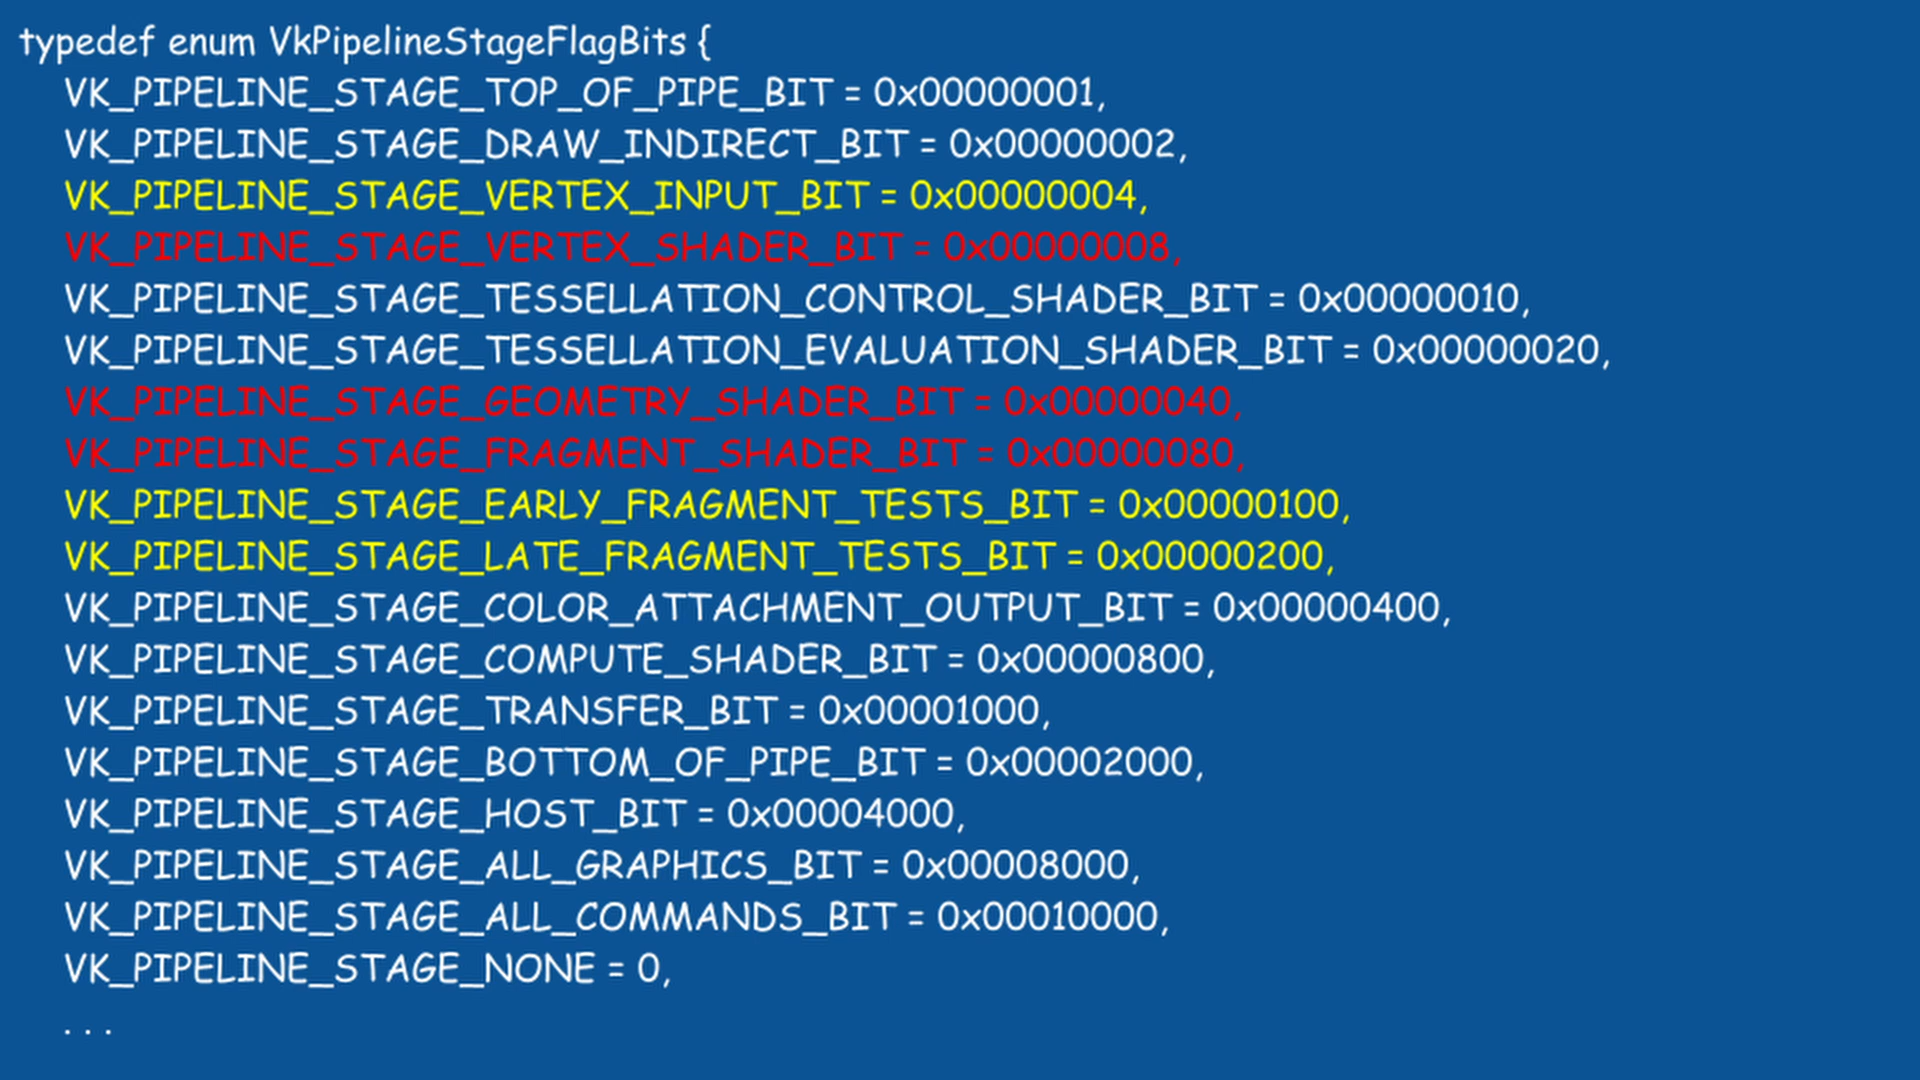 typedef enum VkPipelineStageFlagBits {
VK_PIPELINE_STAGE_TOP_OF_PIPE_BIT = 0x00000001,
VK_PIPELINE_STAGE_DRAW_INDIRECT_BIT = 0x00000002,
VK_PIPELINE_STAGE_VERTEX_INPUT_BIT = 0x00000004,
VK_PIPELINE_STAGE_VERTEX_SHADER_BIT = 0x00000008,
VK_PIPELINE_STAGE_TESSELLATION_CONTROL_SHADER_BIT = 0x00000010,
VK_PIPELINE_STAGE_TESSELLATION_EVALUATION_SHADER_BIT = 0x00000020,
VK_PIPELINE_STAGE_GEOMETRY_SHADER_BIT = 0x00000040,
VK_PIPELINE_STAGE_FRAGMENT_SHADER_BIT = 0x00000080,
VK_PIPELINE_STAGE_EARLY_FRAGMENT_TESTS_BIT = 0x00000100,
VK_PIPELINE_STAGE_LATE_FRAGMENT_TESTS_BIT = 0x00000200,
VK_PIPELINE_STAGE_COLOR_ATTACHMENT_OUTPUT_BIT = 0x00000400,
VK_PIPELINE_STAGE_COMPUTE_SHADER_BIT = 0x00000800,
VK_PIPELINE_STAGE_TRANSFER_BIT = 0x00001000,
VK_PIPELINE_STAGE_BOTTOM_OF_PIPE_BIT = 0x00002000,
VK_PIPELINE_STAGE_HOST_BIT = 0x00004000,
VK_PIPELINE_STAGE_ALL_GRAPHICS_BIT = 0x00008000,
VK_PIPELINE_STAGE_ALL_COMMANDS_BIT = 0x00010000,
VK_PIPELINE_STAGE_NONE = 0,
. . .